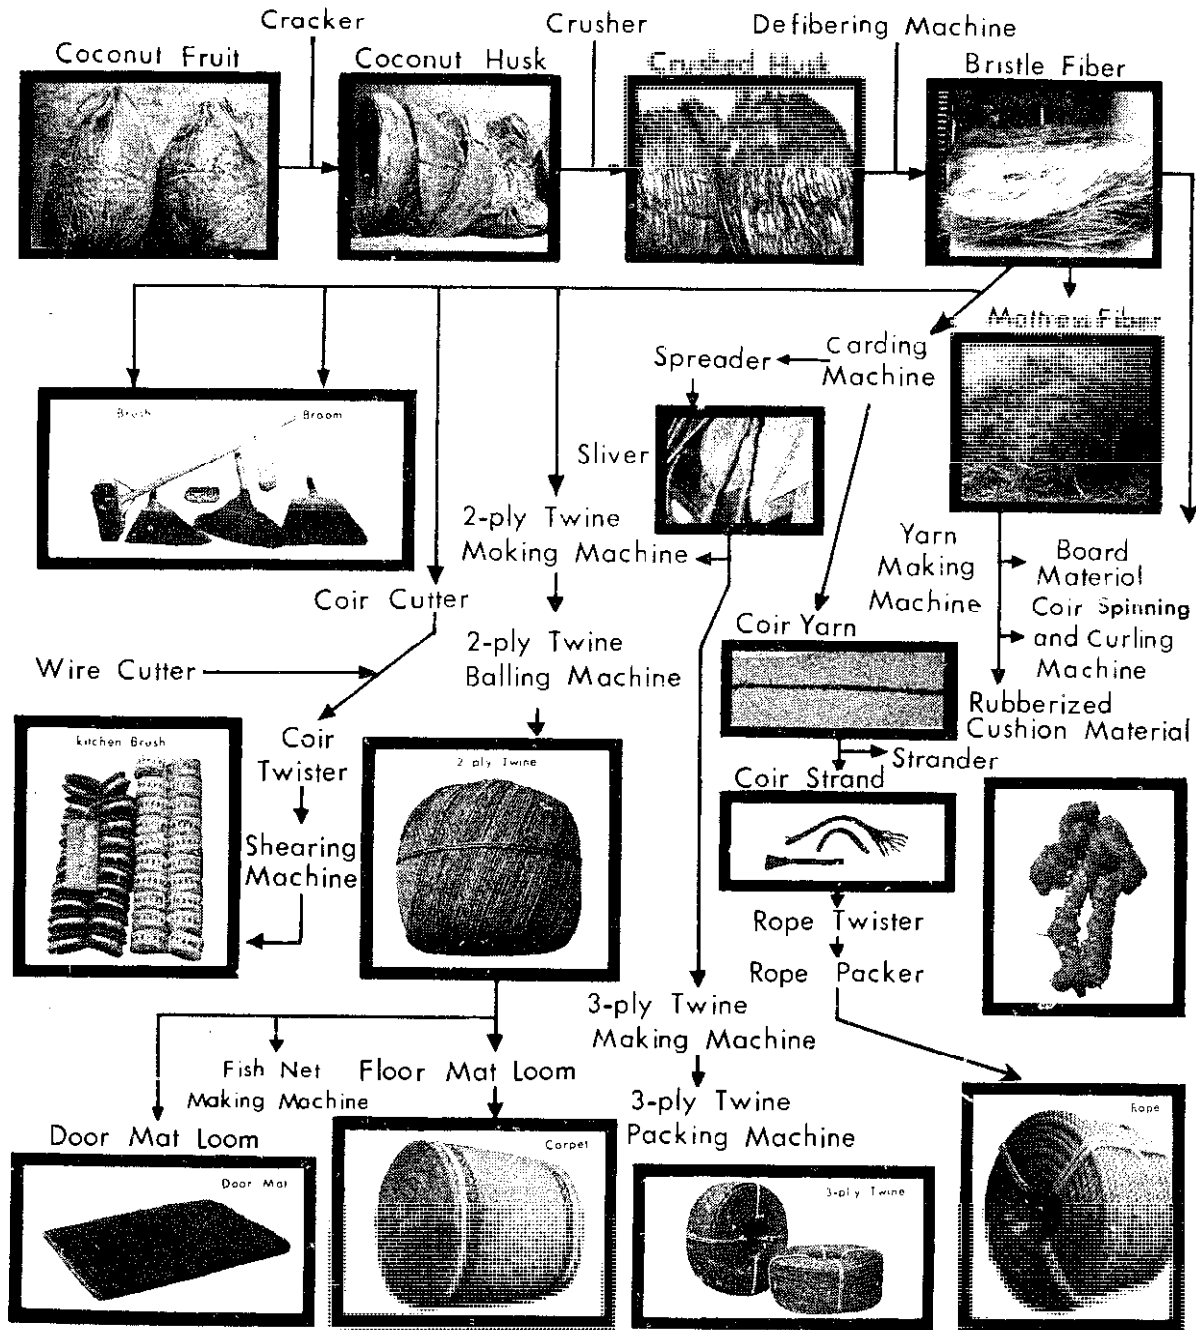 Cracker
Crusher
Defibering Machine
Coconut Fruit
Coconut Husk
Crushed Husk
Bristle Fiber
Mattress Fiber
Carding
Machine
Spreader
Brush
Broom
Sliver
2-ply Twine
Moking Machine
Yarn
Making
Machine
Board
Materiol
Coir Spinning
and Curling
Machine
Coir Cutter
Coir Yarn
2-ply Twine
Balling Machine
Wire Cutter
Rubberized
Cushion Material
Coir
Twister
kitchen Brush
2 ply Twine
Strander
Coir Strand
Shearing
Machine
Rope Twister
Rope Packer
3-ply Twine
Making Machine
Fish Net
Making Machine
Floor Mat Loom
3-ply Twine
Packing Machine
Door Mat Loom
Rope
Carpet
Door Mat
3-ply Twine